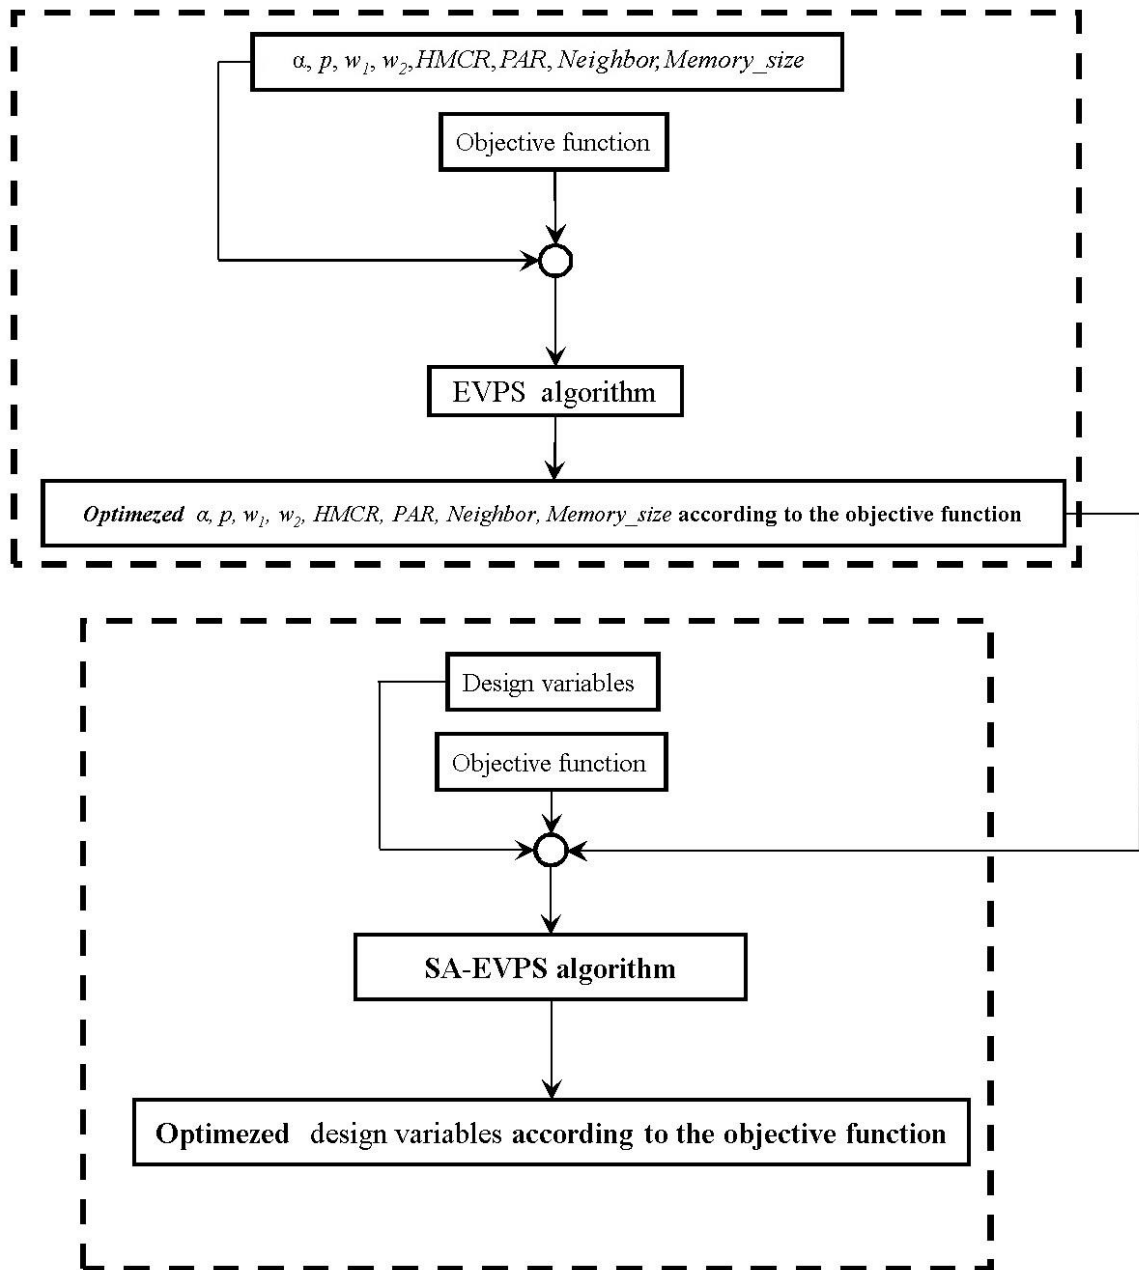 α, p, w₁, w₂,HMCR,PAR,Neighbor,Memory_size
Objective function
EVPS algorithm
Optimezed α, p, w₁, w₂, HMCR, PAR, Neighbor, Memory_size according to the objective function
Design variables
Objective function
SA-EVPS algorithm
Optimezed design variables according to the objective function